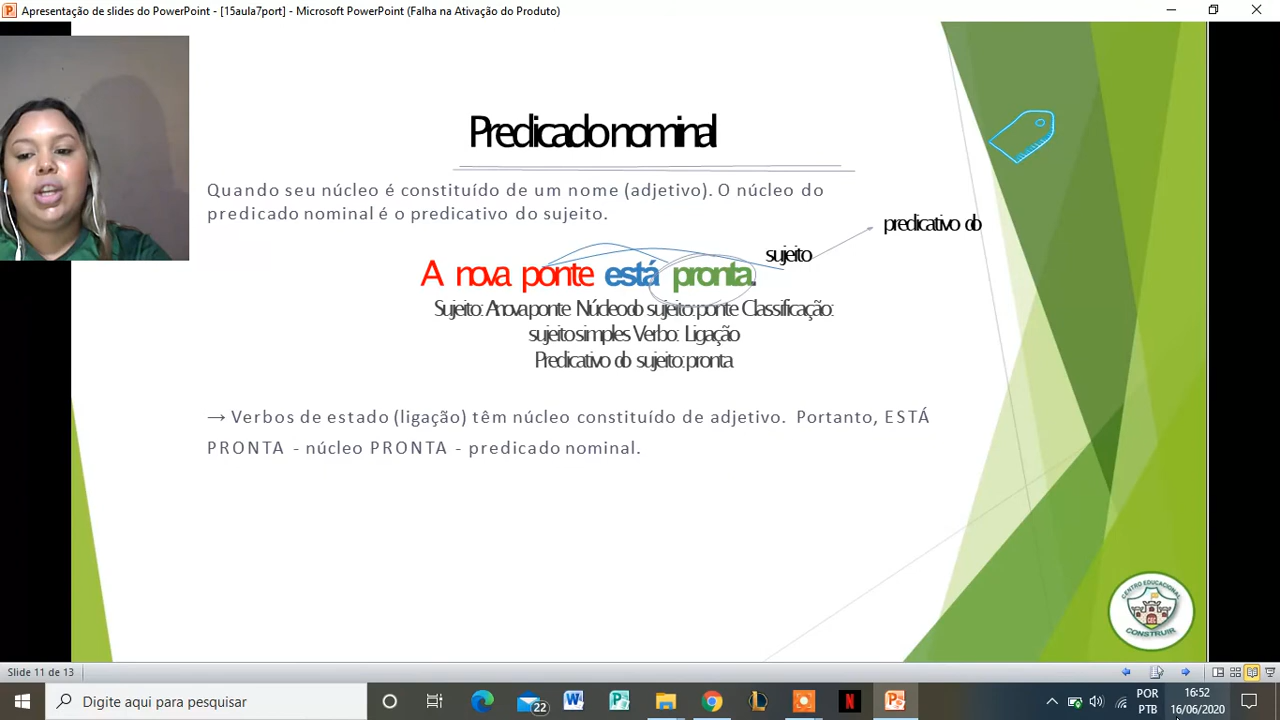 Apresentação de slides do PowerPoint - [15aula7port] - Microsoft PowerPoint (Falha na Ativação do Produto)
Predicado nominal
Quando seu núcleo é constituído de um nome (adjetivo). O núcleo do
predicado nominal é o predicativo do sujeito.
predicativo do
sujeito
A nova ponte está pronta.
Sujeito: A nova ponte Núcleo do sujeito: ponte Classificação:
sujeito simples Verbo: Ligação
Predicativo do sujeito: pronta
→ Verbos de estado (ligação) têm núcleo constituído de adjetivo. Portanto, ESTÁ
PRONTA - núcleo PRONTA - predicado nominal.
CENTRO EDUCACIONAL
CEC
CONSTRUIR
Slide 11 de 13
Digite aqui para pesquisar
22
POR
PTB
16:52
16/06/2020